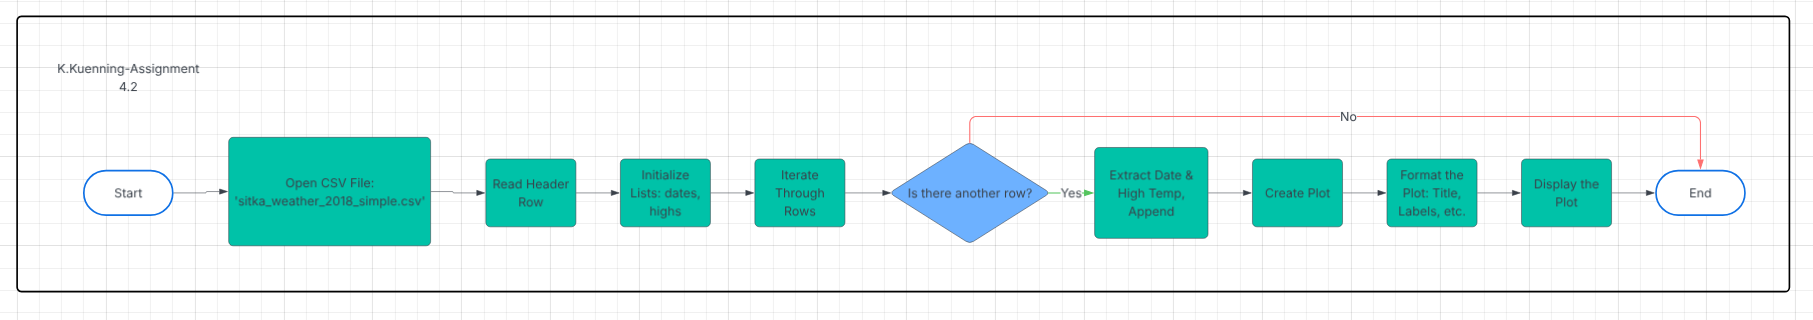 K.Kuenning-Assignment
4.2
Start
Open CSV File:
'sitka_weather_2018_simple.csv'
Read Header
Row
Initialize
Lists: dates,
highs
Iterate
Through
Rows
Is there another row?
No
Yes
Extract Date &
High Temp,
Append
Create Plot
Format the
Plot: Title,
Labels, etc.
Display the
Plot
End